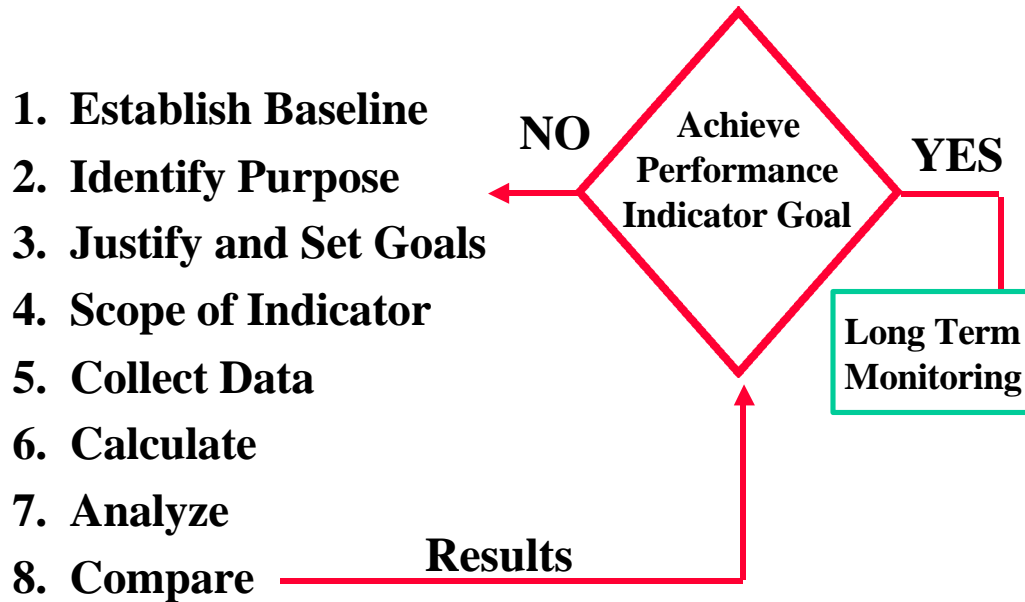 1. Establish Baseline
2. Identify Purpose
3. Justify and Set Goals
4. Scope of Indicator
5. Collect Data
6. Calculate
7. Analyze
8. Compare
Results
NO
Achieve
Performance
Indicator Goal
YES
Long Term
Monitoring